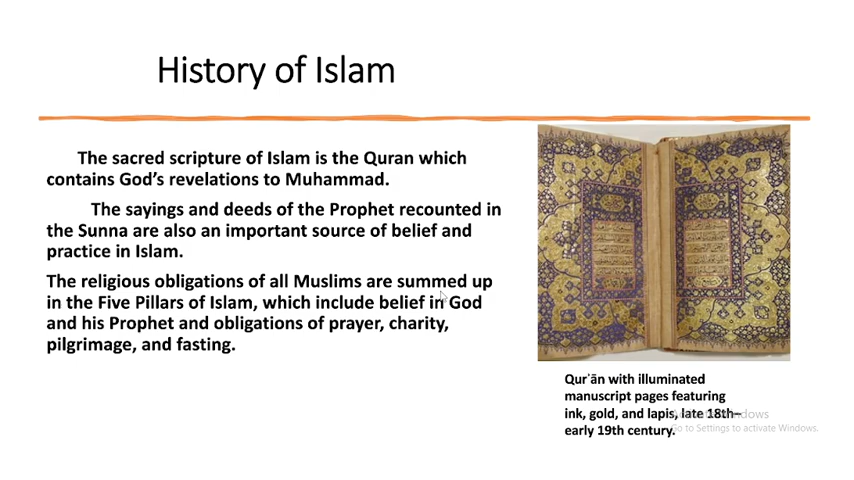 History of Islam
The sacred scripture of Islam is the Quran which
contains God’s revelations to Muhammad.
The sayings and deeds of the Prophet recounted in
the Sunna are also an important source of belief and
practice in Islam.
The religious obligations of all Muslims are summed up
in the Five Pillars of Islam, which include belief in God
and his Prophet and obligations of prayer, charity,
pilgrimage, and fasting.
Qurʾān with illuminated
manuscript pages featuring
ink, gold, and lapis, late 18th–
early 19th century.
Activate Windows
Go to Settings to activate Windows.